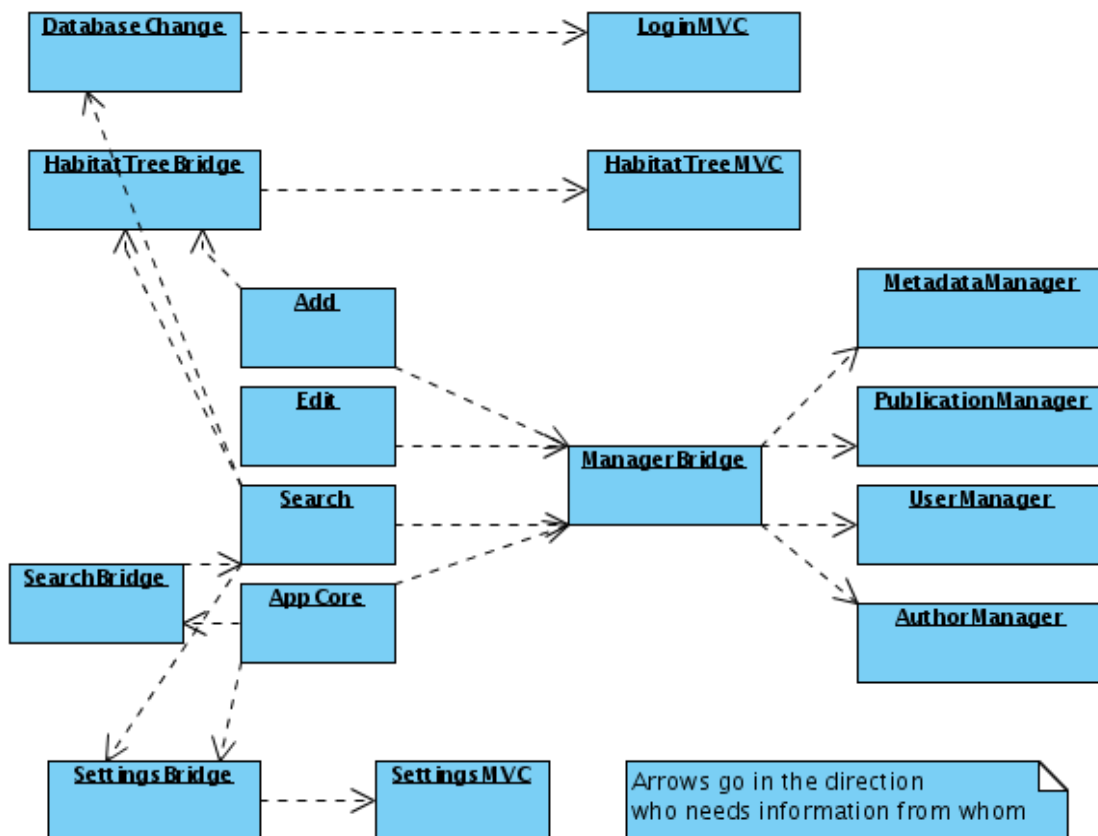 DatabaseChange
LoginMVC
HabitatTreeBridge
HabitatTreeMVC
MetadataManager
Add
Edit
PublicationManager
ManagerBridge
Search
UserManager
SearchBridge
AppCore
AuthorManager
SettingsBridge
SettingsMVC
Arrows go in the direction
who needs information from whom